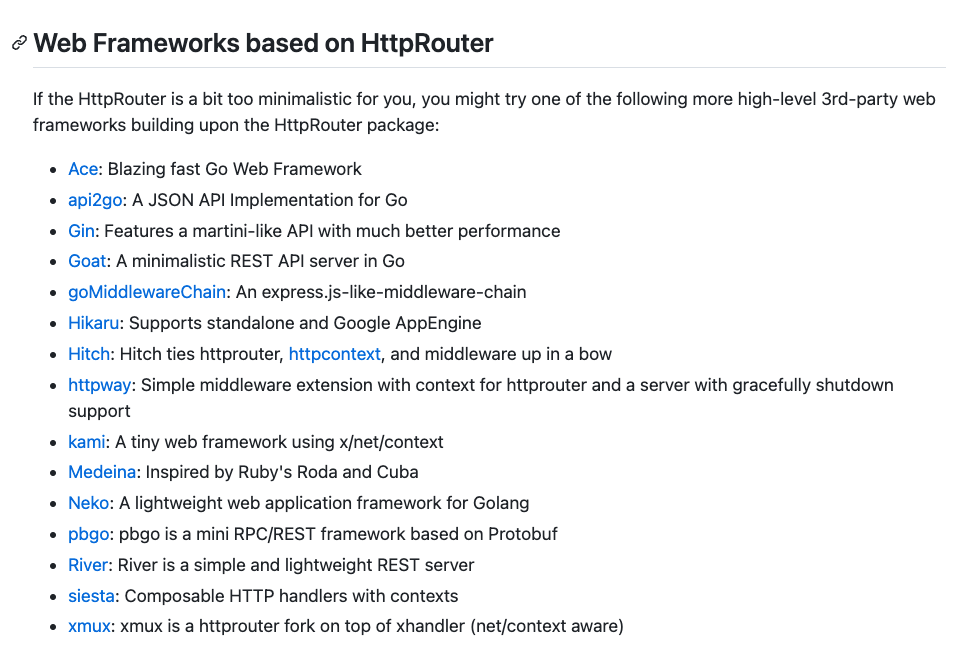 Web Frameworks based on HttpRouter
If the HttpRouter is a bit too minimalistic for you, you might try one of the following more high-level 3rd-party web
frameworks building upon the HttpRouter package:
• Ace: Blazing fast Go Web Framework
• api2go: A JSON API Implementation for Go
• Gin: Features a martini-like API with much better performance
• Goat: A minimalistic REST API server in Go
• goMiddlewareChain: An express.js-like-middleware-chain
• Hikaru: Supports standalone and Google AppEngine
• Hitch: Hitch ties httprouter, httpcontext, and middleware up in a bow
• httpway: Simple middleware extension with context for httprouter and a server with gracefully shutdown
support
• kami: A tiny web framework using x/net/context
• Medeina: Inspired by Ruby's Roda and Cuba
• Neko: A lightweight web application framework for Golang
• pbgo: pbgo is a mini RPC/REST framework based on Protobuf
• River: River is a simple and lightweight REST server
• siesta: Composable HTTP handlers with contexts
• xmux: xmux is a httprouter fork on top of xhandler (net/context aware)